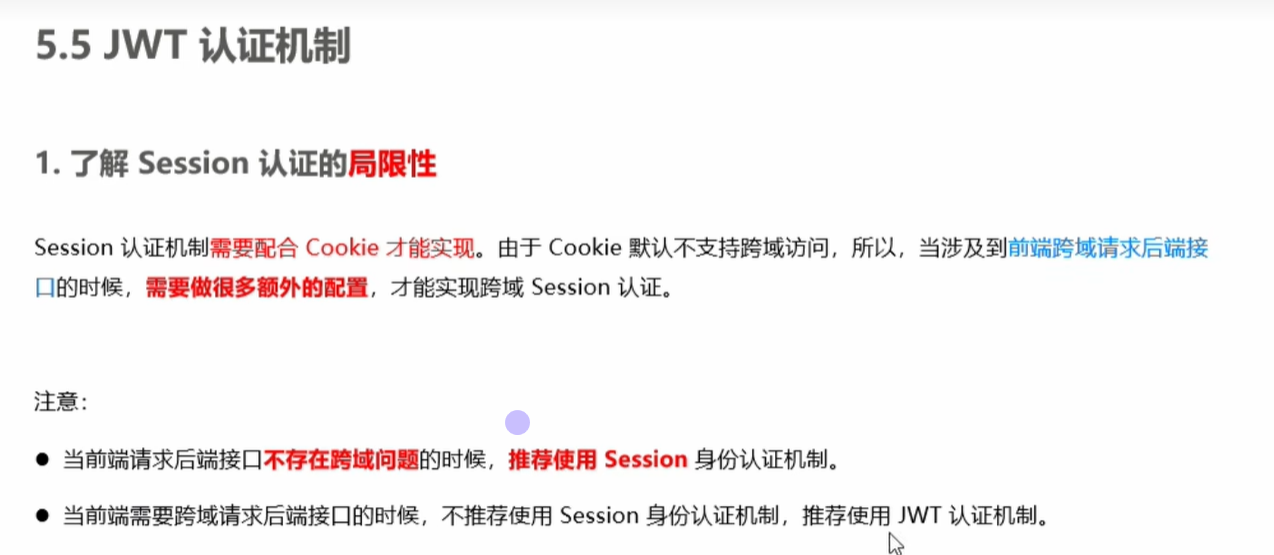 5.5 JWT 认证机制
1. 了解 Session 认证的局限性
Session 认证机制需要配合 Cookie 才能实现。由于 Cookie 默认不支持跨域访问，所以，当涉及到前端跨域请求后端接
口的时候，需要做很多额外的配置，才能实现跨域 Session 认证。
注意：
● 当前端请求后端接口不存在跨域问题的时候，推荐使用 Session 身份认证机制。
● 当前端需要跨域请求后端接口的时候，不推荐使用 Session 身份认证机制，推荐使用 JWT 认证机制。